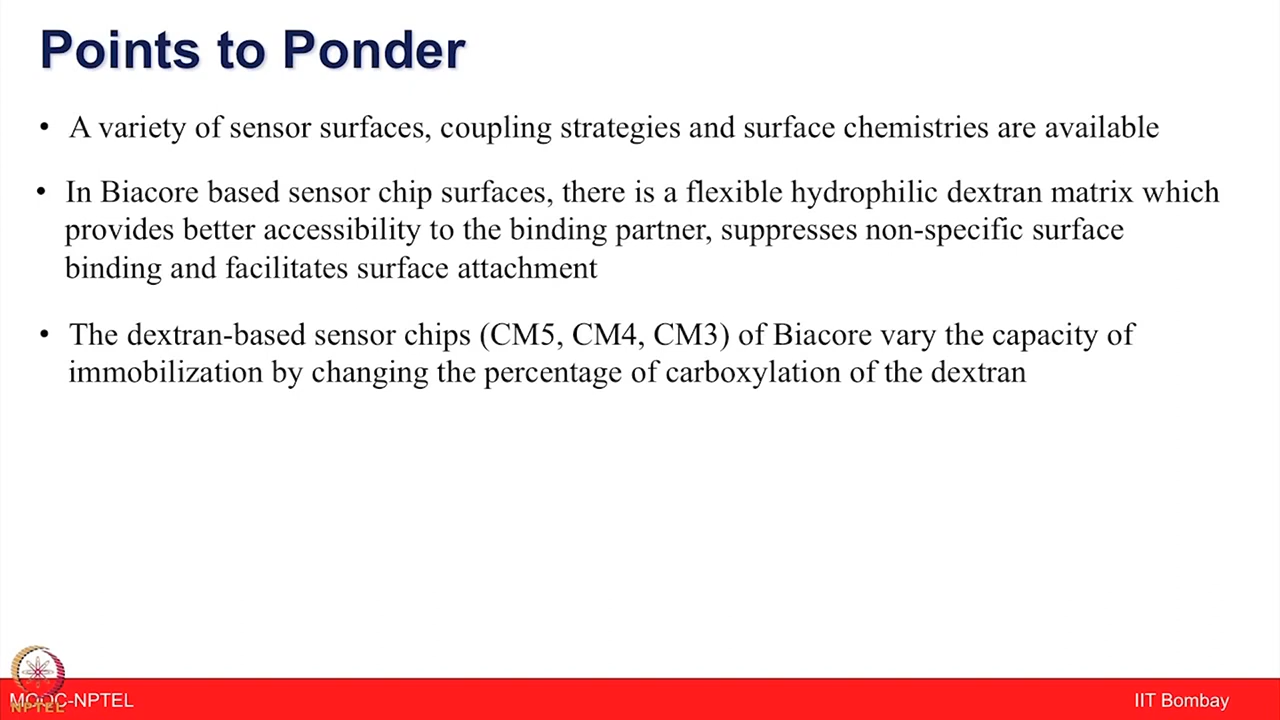 Points to Ponder
• A variety of sensor surfaces, coupling strategies and surface chemistries are available
• In Biacore based sensor chip surfaces, there is a flexible hydrophilic dextran matrix which
provides better accessibility to the binding partner, suppresses non-specific surface
binding and facilitates surface attachment
• The dextran-based sensor chips (CM5, CM4, CM3) of Biacore vary the capacity of
immobilization by changing the percentage of carboxylation of the dextran
MOOC-NPTEL
NPTEL
IIT Bombay